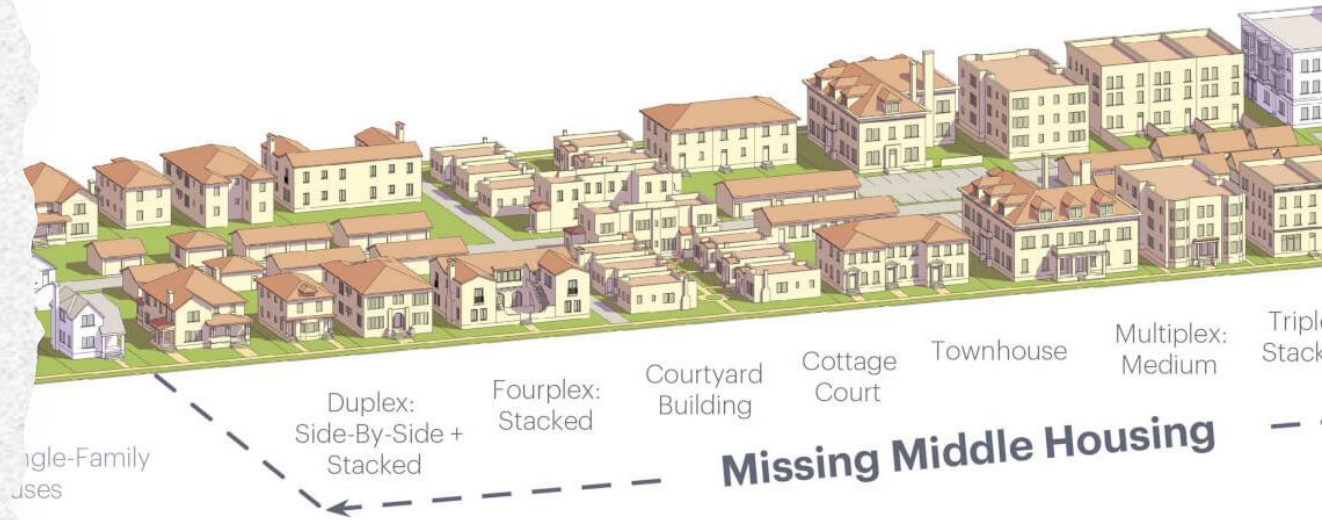 Duplex:
Side-By-Side +
Stacked
Fourplex:
Stacked
Courtyard
Building
Cottage
Court
Townhouse
Multiplex:
Medium
Missing Middle Housing